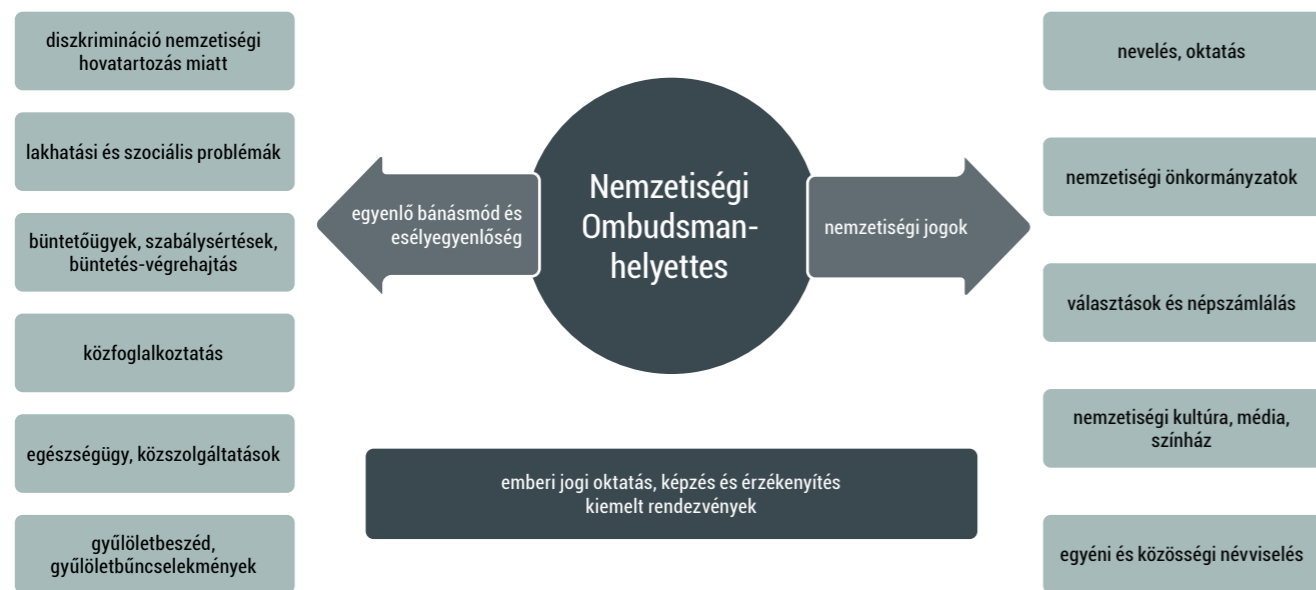 diszkrimináció nemzetiségi
hovatartozás miatt
lakhatási és szociális problémák
büntetőügyek, szabálysértések,
büntetés-végrehajtás
közfoglalkoztatás
egészségügy, közszolgáltatások
gyűlöletbeszéd,
gyűlöletbűncselekmények
egyenlő bánásmód és
esélyegyenlőség
Nemzetiségi
Ombudsman-
helyettes
nemzetiségi jogok
emberi jogi oktatás, képzés és érzékenyítés
kiemelt rendezvények
nevelés, oktatás
nemzetiségi önkormányzatok
választások és népszámlálás
nemzetiségi kultúra, média,
színház
egyéni és közösségi névviselés